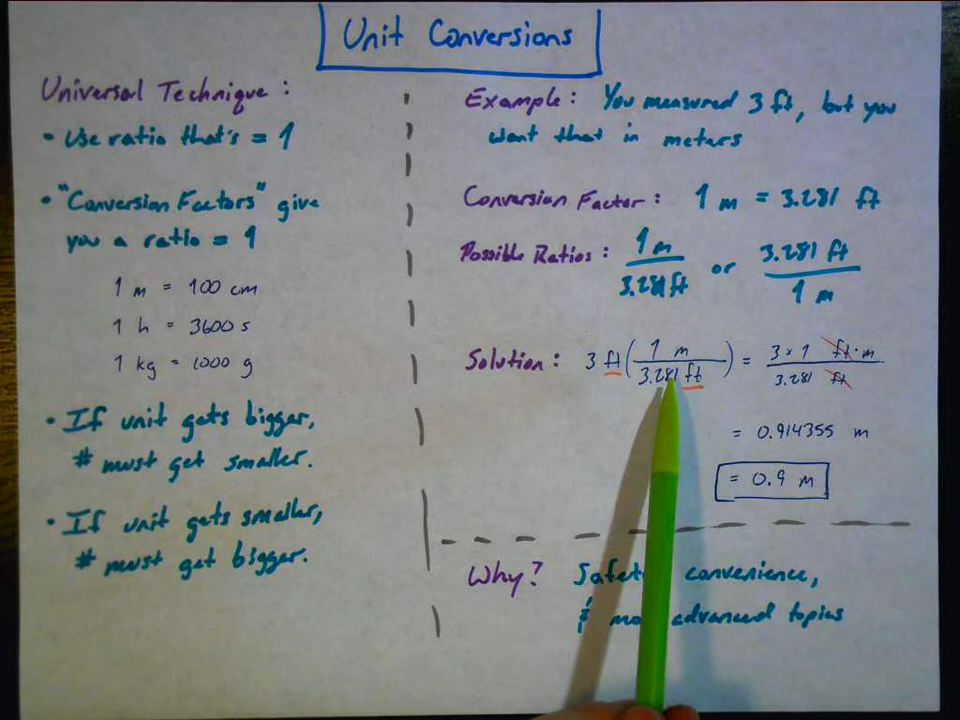 Unit Conversions
Universal Technique:
• Use ratio that's = 1
• "Conversion Factors" give
you a ratio = 1
1 m = 100 cm
1 h = 3600 s
1 kg = 1000 g
• If unit gets bigger,
# must get smaller.
• If unit gets smaller,
# must get bigger.
Example: You measured 3 ft, but you
want that in meters
Conversion Factor: 1 m = 3.281 ft
Possible Ratios: 1 m / 3.281 ft or 3.281 ft / 1 m
Solution: 3 ft ( 1 m / 3.281 ft ) = 3 × 1 ft·m / 3.281 ft
= 0.914355 m
= 0.9 m
Why? convenience,
& advanced topics